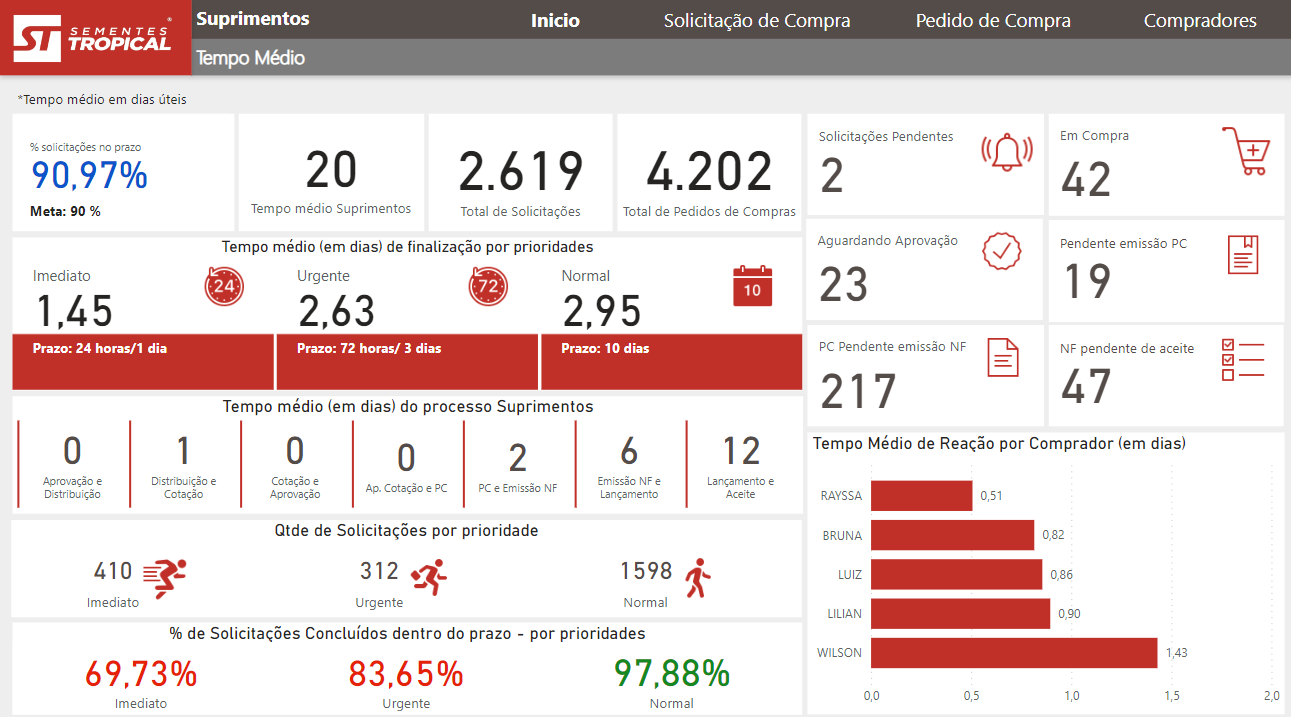 ST SEMENTES TROPICAL ®
Suprimentos
Inicio
Solicitação de Compra
Pedido de Compra
Compradores
Tempo Médio
*Tempo médio em dias úteis
% solicitações no prazo
90,97%
Meta: 90 %
20
Tempo médio Suprimentos
2.619
Total de Solicitações
4.202
Total de Pedidos de Compras
Solicitações Pendentes
2
Em Compra
42
Aguardando Aprovação
23
Pendente emissão PC
19
PC Pendente emissão NF
217
NF pendente de aceite
47
Tempo médio (em dias) de finalização por prioridades
Imediato
1,45
24
Prazo: 24 horas/1 dia
Urgente
2,63
72
Prazo: 72 horas/ 3 dias
Normal
2,95
10
Prazo: 10 dias
Tempo médio (em dias) do processo Suprimentos
0
Aprovação e
Distribuição
1
Distribuição e
Cotação
0
Cotação e
Aprovação
0
Ap. Cotação e PC
2
PC e Emissão NF
6
Emissão NF e
Lançamento
12
Lançamento e
Aceite
Qtde de Solicitações por prioridade
410
Imediato
312
Urgente
1598
Normal
% de Solicitações Concluídos dentro do prazo - por prioridades
69,73%
Imediato
83,65%
Urgente
97,88%
Normal
Tempo Médio de Reação por Comprador (em dias)
RAYSSA 0,51
BRUNA 0,82
LUIZ 0,86
LILIAN 0,90
WILSON 1,43
0,0 0,5 1,0 1,5 2,0